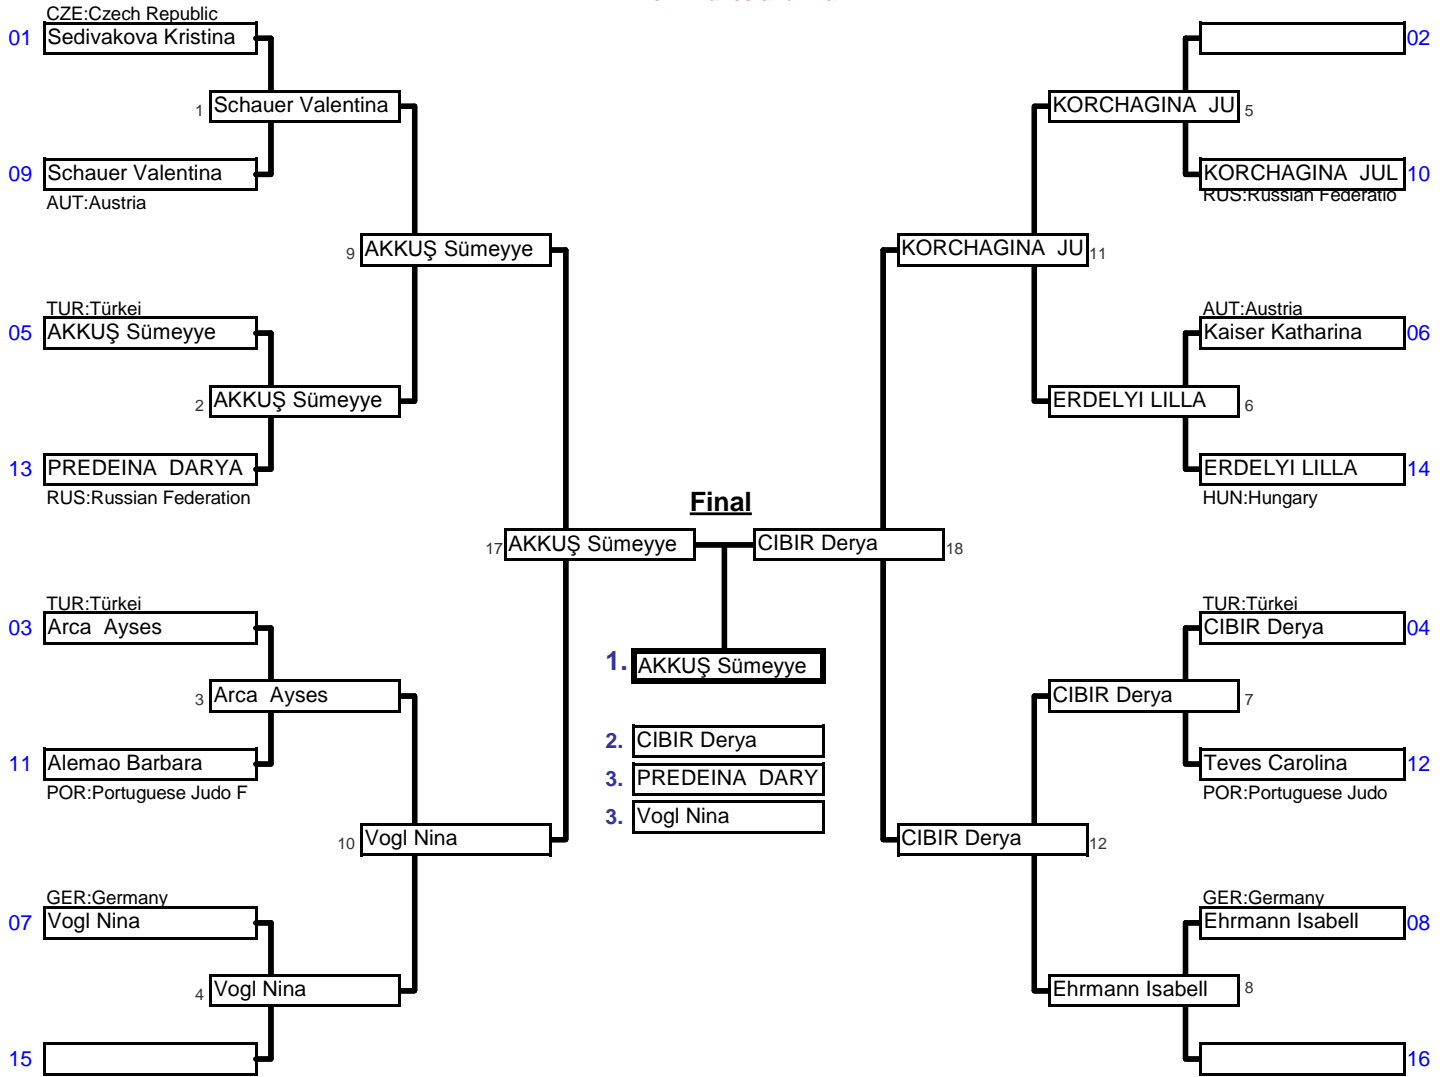 CZE:Czech Republic
01 Sedivakova Kristina
02
1 Schauer Valentina
KORCHAGINA JU 5
09 Schauer Valentina
AUT:Austria
KORCHAGINA JUL 10
RUS:Russian Federatio
9 AKKUŞ Sümeyye
KORCHAGINA JU 11
TUR:Türkei
05 AKKUŞ Sümeyye
AUT:Austria
Kaiser Katharina 06
2 AKKUŞ Sümeyye
ERDELYI LILLA 6
13 PREDEINA DARYA
RUS:Russian Federation
ERDELYI LILLA 14
HUN:Hungary
Final
17 AKKUŞ Sümeyye
CIBIR Derya 18
TUR:Türkei
03 Arca Ayses
TUR:Türkei
CIBIR Derya 04
1. AKKUŞ Sümeyye
3 Arca Ayses
CIBIR Derya 7
2. CIBIR Derya
11 Alemao Barbara
POR:Portuguese Judo F
3. PREDEINA DARY
Teves Carolina 12
POR:Portuguese Judo
3. Vogl Nina
10 Vogl Nina
CIBIR Derya 12
GER:Germany
07 Vogl Nina
GER:Germany
Ehrmann Isabell 08
4 Vogl Nina
Ehrmann Isabell 8
15
16